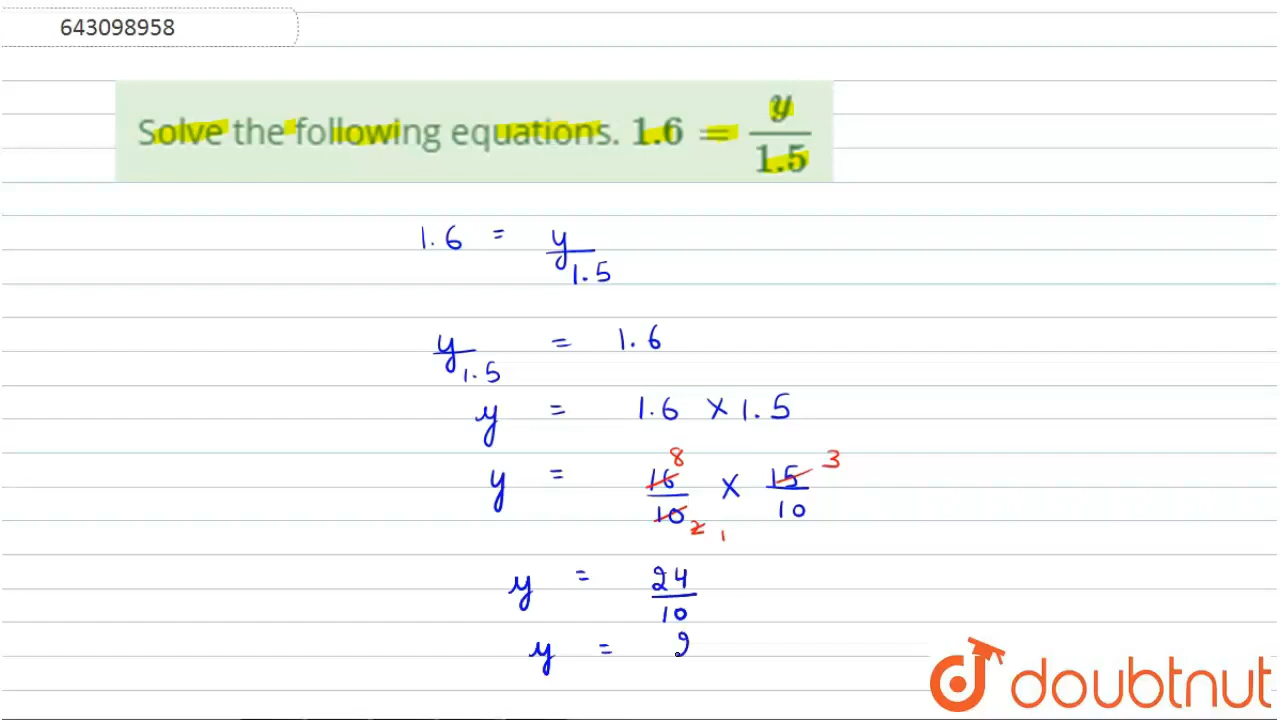 643098958
Solve the following equations. 1.6 = y/1.5
1.6 = y/1.5
y/1.5 = 1.6
y = 1.6 × 1.5
y = 16/10 × 15/10 8 3 2 1
y = 24/10
y = 2
doubtnut